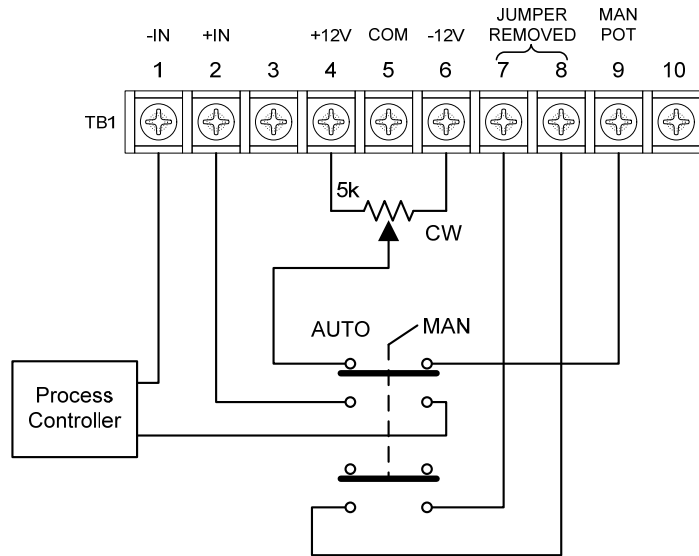 JUMPER MAN
-IN +IN +12V COM -12V REMOVED POT
1 2 3 4 5 6 7 8 9 10
TB1
5k
CW
AUTO MAN
Process
Controller